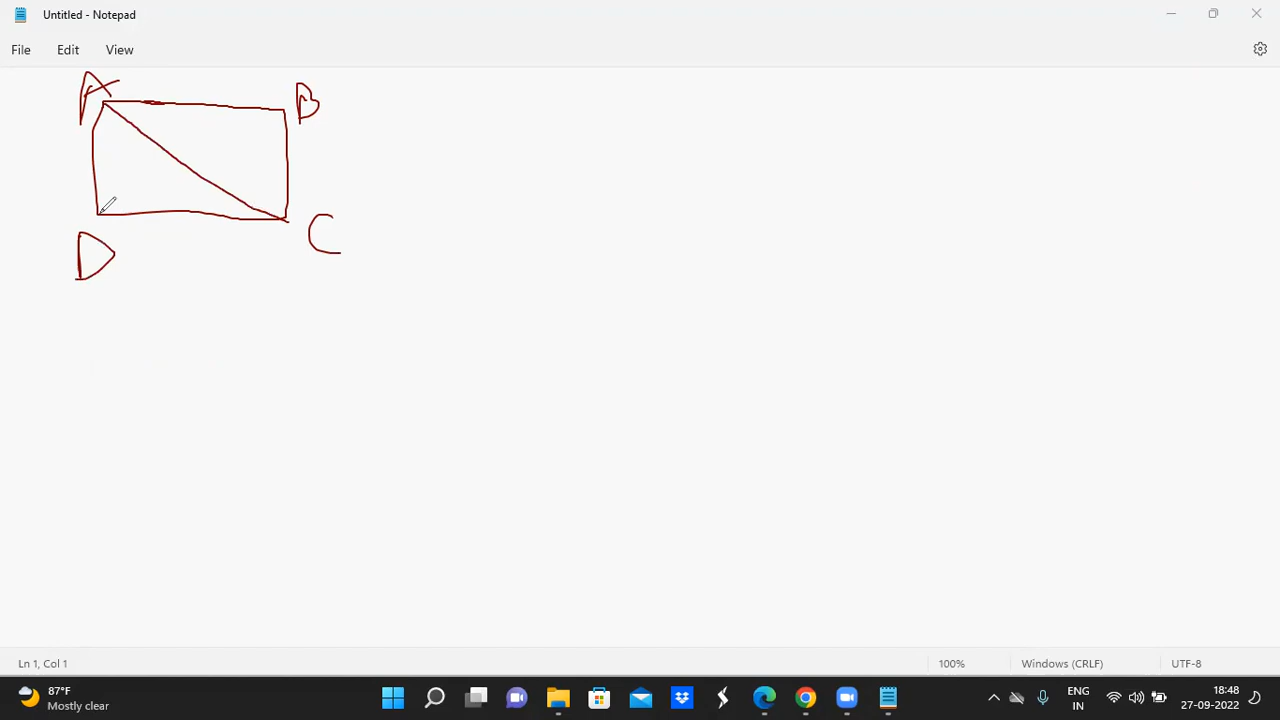 Untitled - Notepad
File Edit View
A
B
C
D
Ln 1, Col 1 100% Windows (CRLF) UTF-8
87°F
Mostly clear
ENG
IN
18:48
27-09-2022